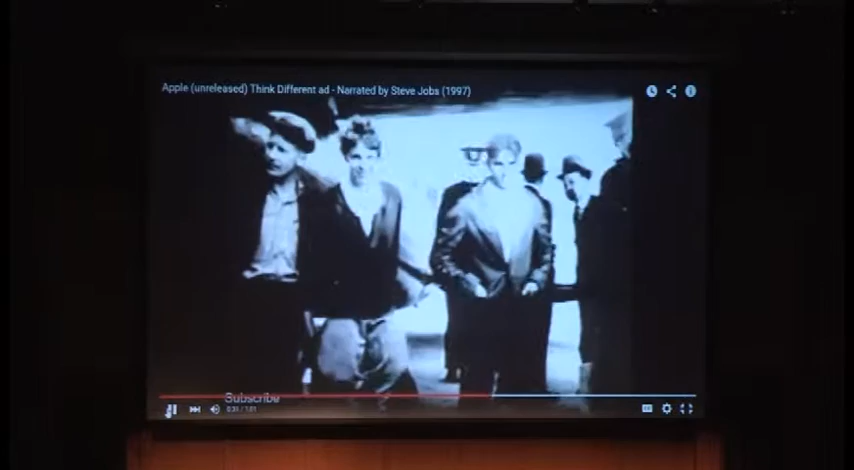 Apple (unreleased) Think Different ad - Narrated by Steve Jobs (1997)
Subscribe